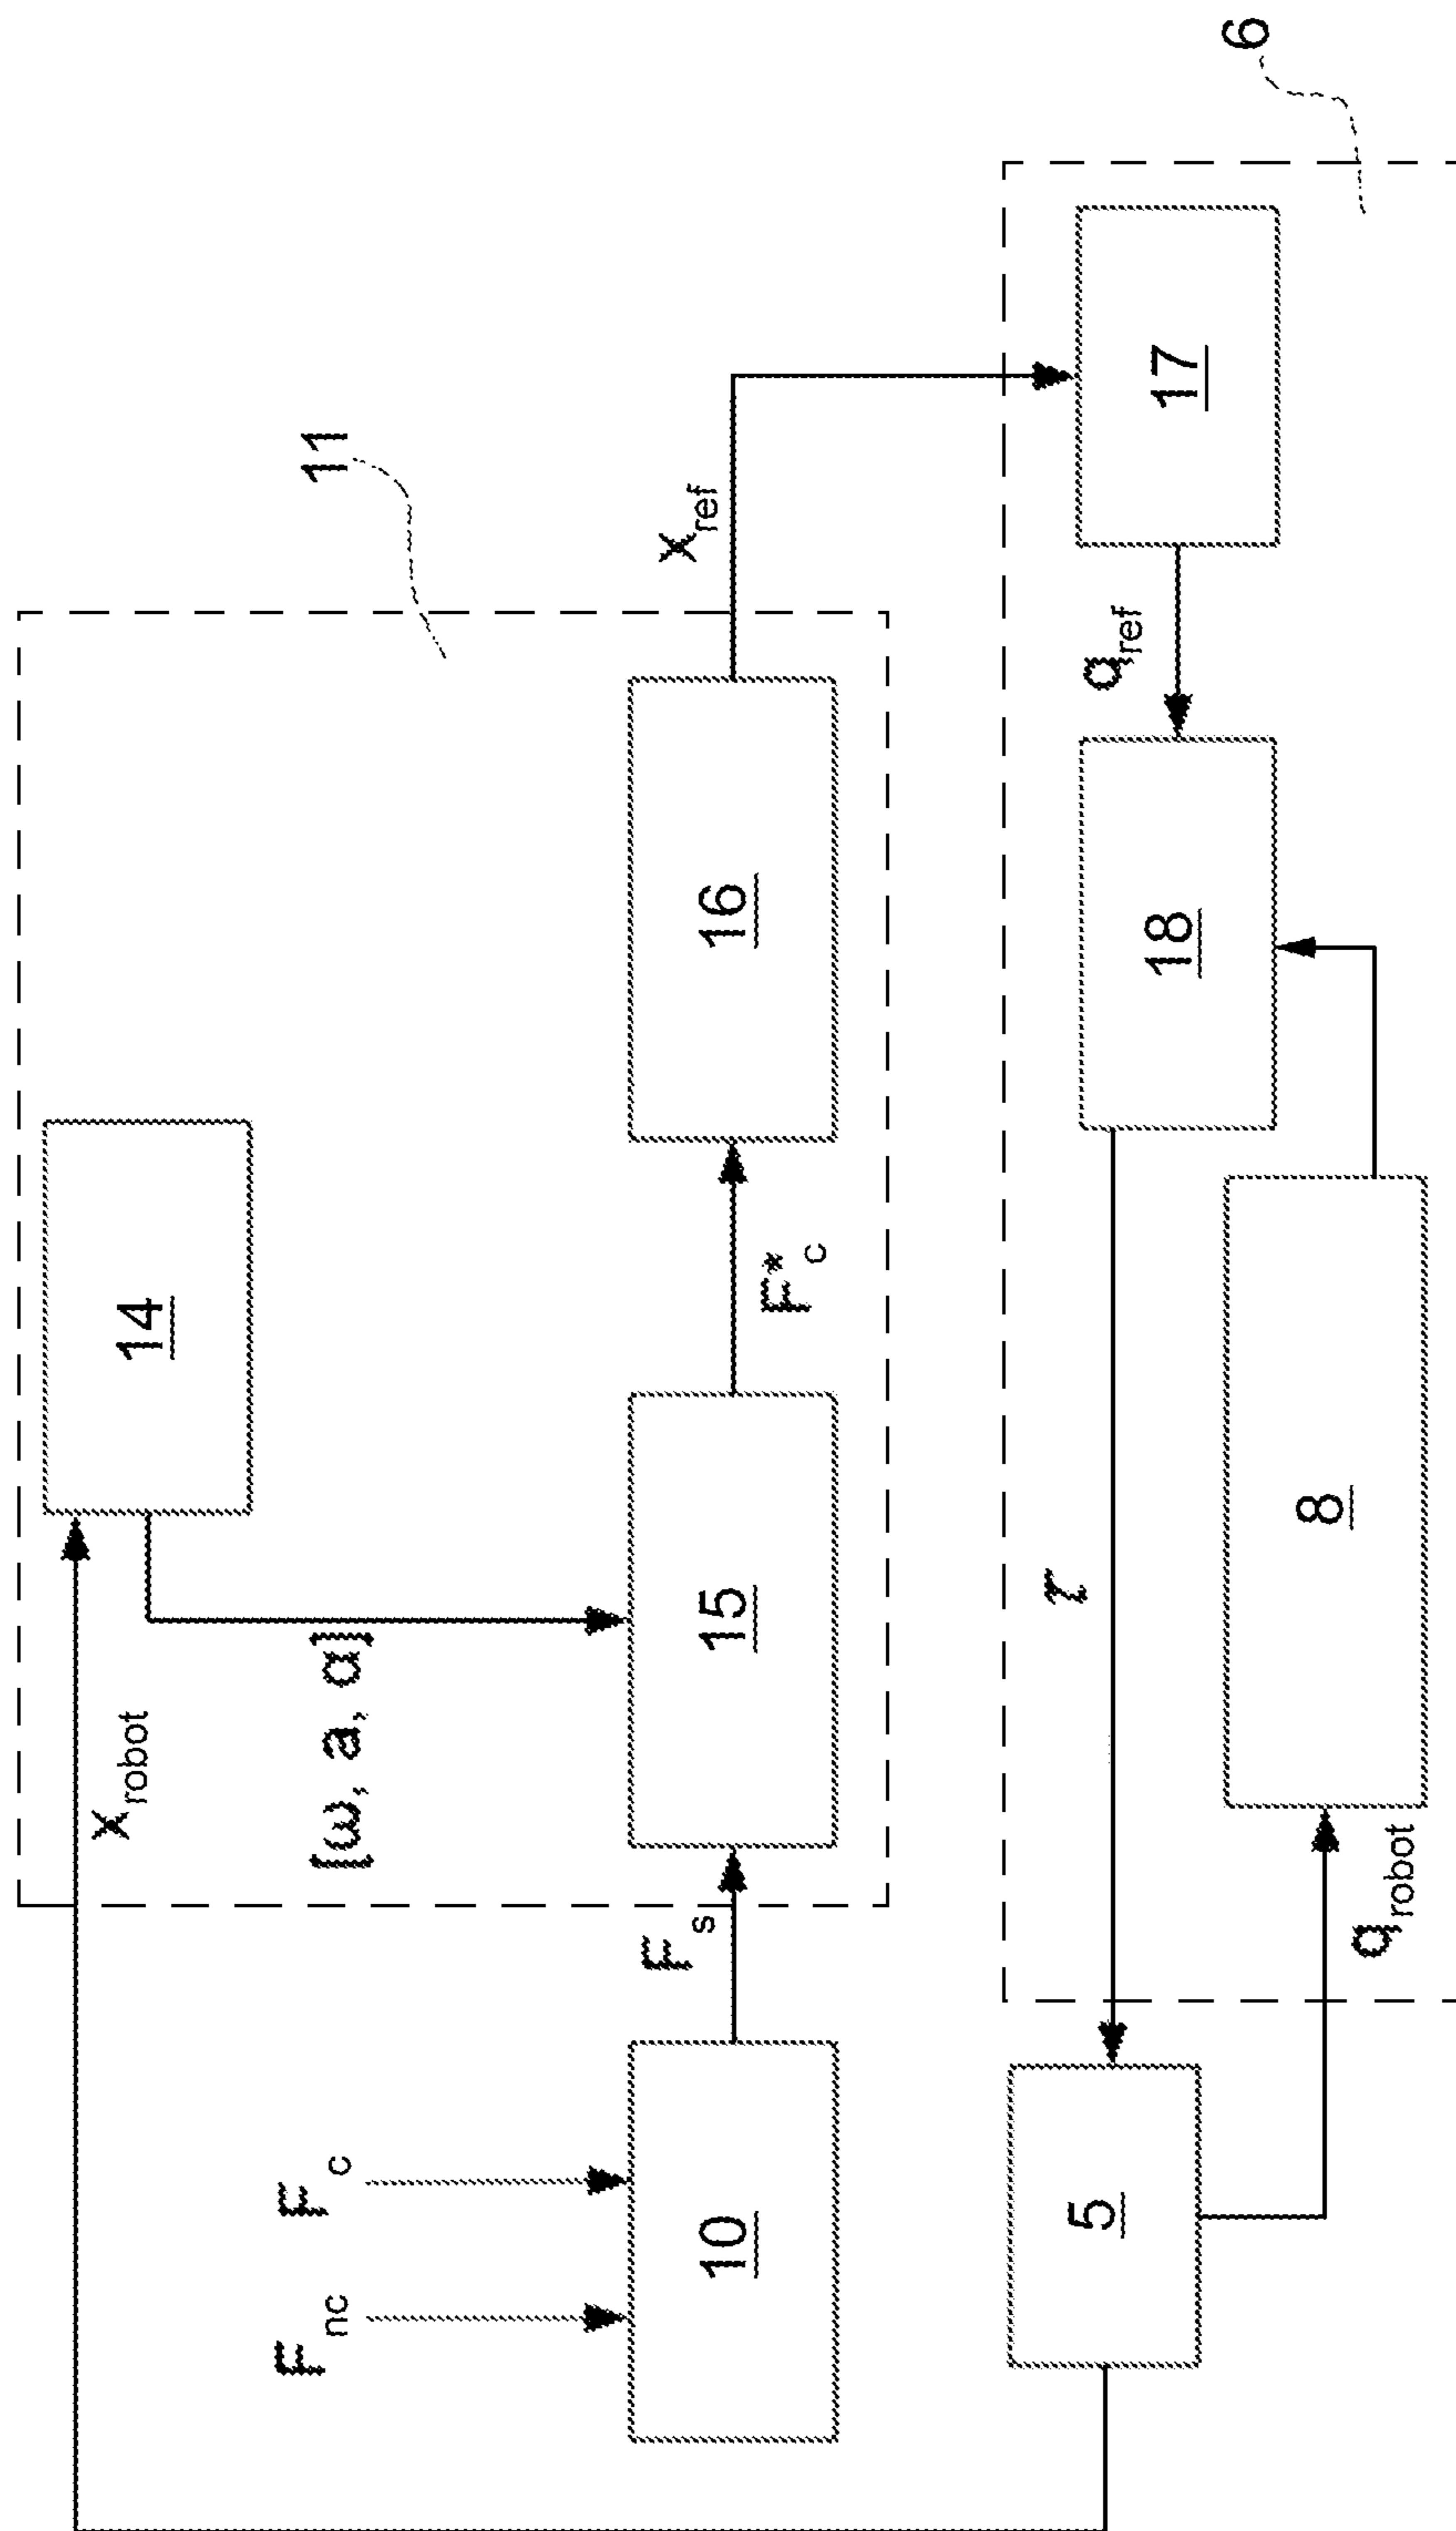 11
x_robot
14
[ω, a, α]
F_nc
F_c
10
F_s
15
F*_c
16
x_ref
6
5
τ
18
q_ref
17
q_robot
8